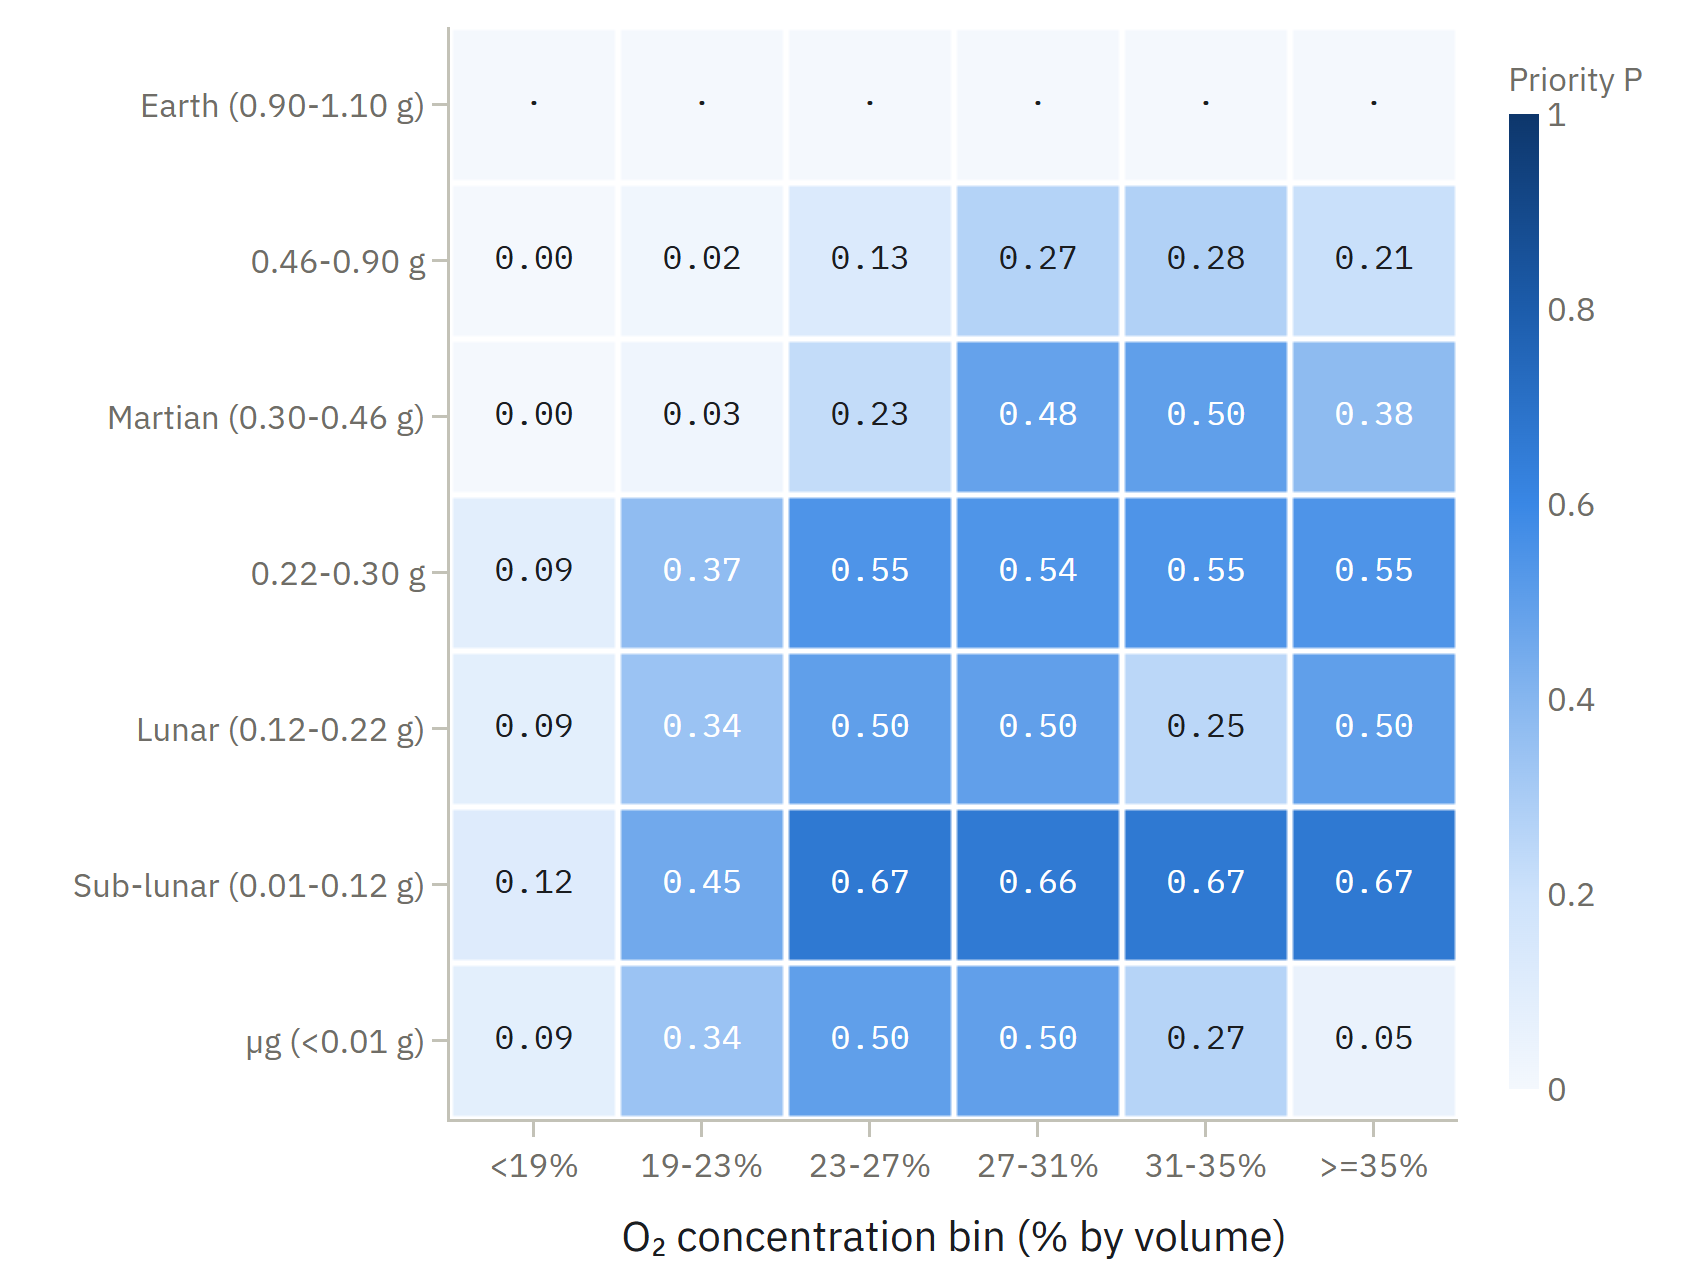 Priority P
1
0.8
0.6
0.4
0.2
0
Earth (0.90-1.10 g) . . . . . .
0.46-0.90 g 0.00 0.02 0.13 0.27 0.28 0.21
Martian (0.30-0.46 g) 0.00 0.03 0.23 0.48 0.50 0.38
0.22-0.30 g 0.09 0.37 0.55 0.54 0.55 0.55
Lunar (0.12-0.22 g) 0.09 0.34 0.50 0.50 0.25 0.50
Sub-lunar (0.01-0.12 g) 0.12 0.45 0.67 0.66 0.67 0.67
µg (<0.01 g) 0.09 0.34 0.50 0.50 0.27 0.05
<19% 19-23% 23-27% 27-31% 31-35% >=35%
O₂ concentration bin (% by volume)